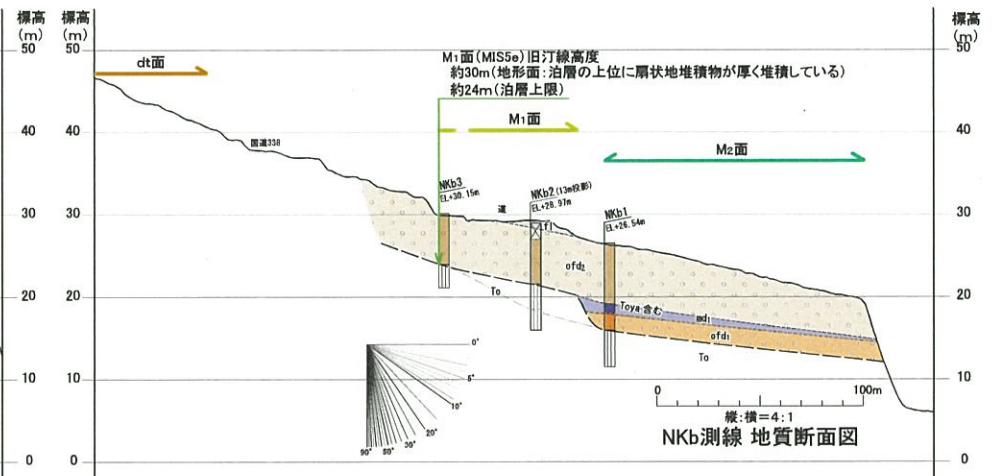 標高
(m)
標高
(m)
標高
(m)
50
50
50
40
40
40
30
30
30
20
20
20
10
10
10
0
0
0
dt面
M1面(MIS5e)旧汀線高度
約30m(地形面:泊層の上位に扇状地堆積物が厚く堆積している)
約24m(泊層上限)
M1面
M2面
国道338
NKb3
EL+30.15m
道
NKb2(13m投影)
EL+28.97m
lfl
NKb1
EL+26.54m
ofd2
To
Toya含む
md1
ofd1
To
0°
5°
10°
20°
30°
50°
90°
0
100m
縦:横=4:1
NKb測線 地質断面図